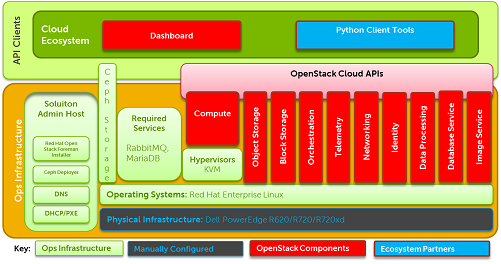 API Clients
Cloud
Ecosystem
Dashboard
Python Client Tools
OpenStack Cloud APIs
Ops Infrastructure
Soluiton
Admin Host
Red Hat Open
Stack Foreman
Installer
Ceph Deployer
DNS
DHCP/PXE
Ceph Storage
Required
Services
RabbitMQ,
MariaDB
Compute
Hypervisors
KVM
Object Storage
Block Storage
Orchestration
Telemetry
Networking
Identity
Data Processing
Database Service
Image Service
Operating Systems: Red Hat Enterprise Linux
Physical Infrastructure: Dell PowerEdge R620/R720/R720xd
Key:
Ops Infrastructure
Manually Configured
OpenStack Components
Ecosystem Partners